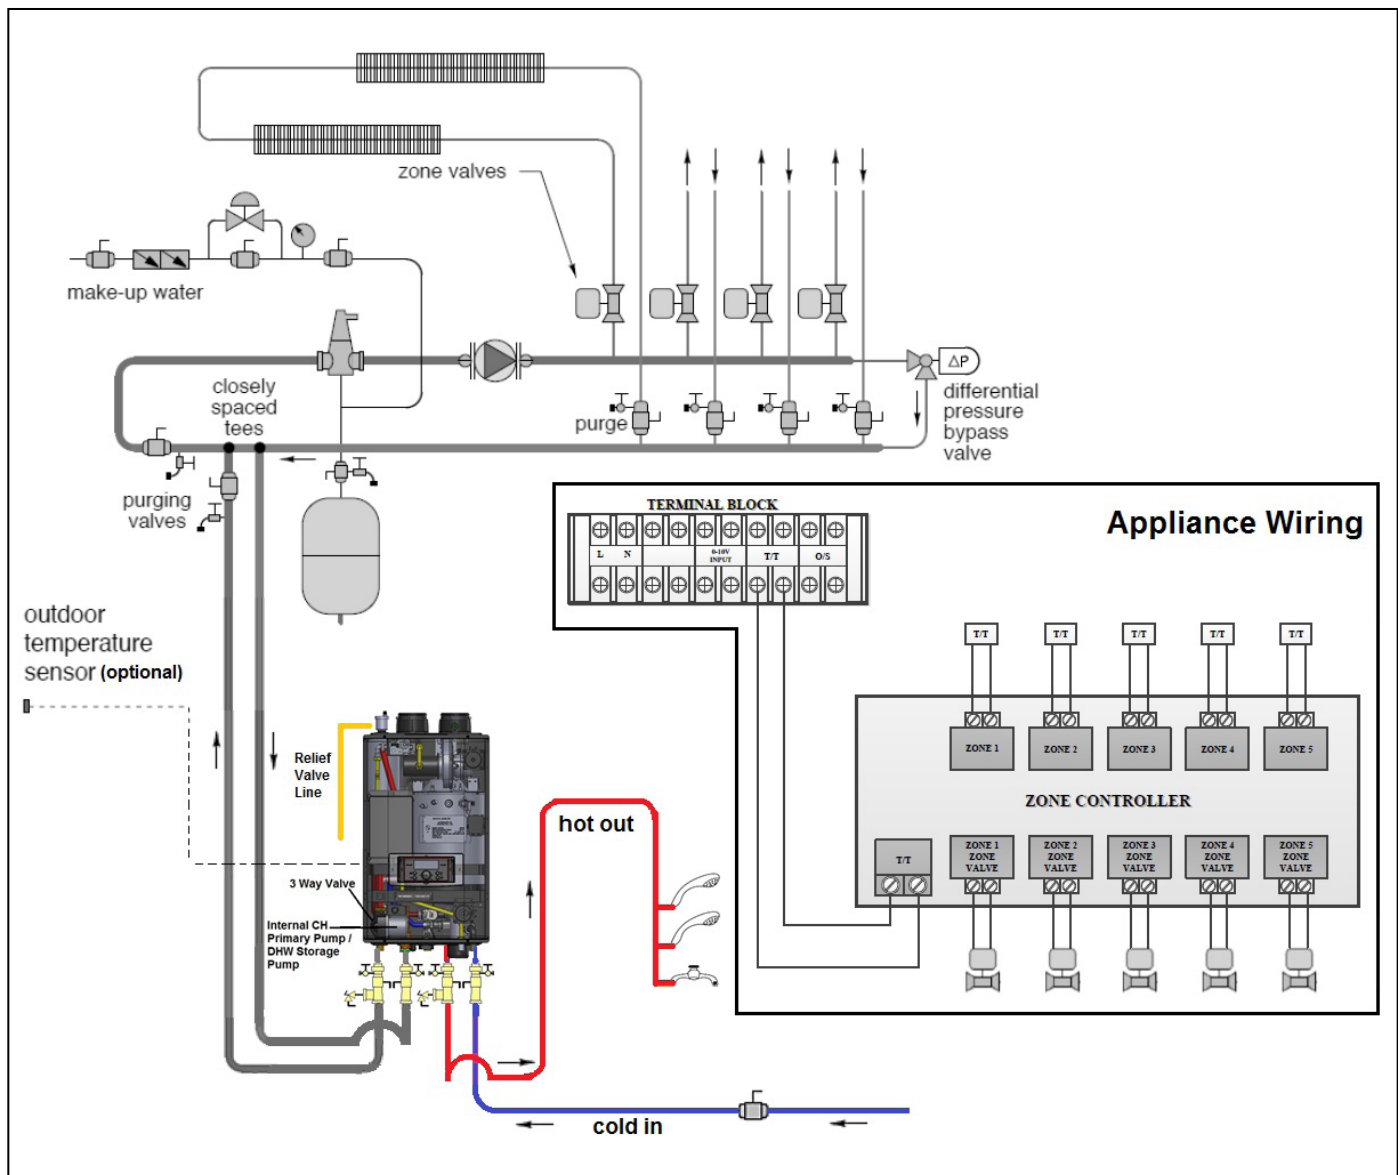 zone valves
make-up water
closely
spaced
tees
purge
ΔP
differential
pressure
bypass
valve
purging
valves
outdoor
temperature
sensor (optional)
Relief
Valve
Line
3 Way Valve
Internal CH
Primary Pump /
DHW Storage
Pump
hot out
cold in
Appliance Wiring
TERMINAL BLOCK
L N 0-10V INPUT T/T O/S
T/T T/T T/T T/T T/T
ZONE 1 ZONE 2 ZONE 3 ZONE 4 ZONE 5
ZONE CONTROLLER
T/T
ZONE 1
ZONE
VALVE
ZONE 2
ZONE
VALVE
ZONE 3
ZONE
VALVE
ZONE 4
ZONE
VALVE
ZONE 5
ZONE
VALVE